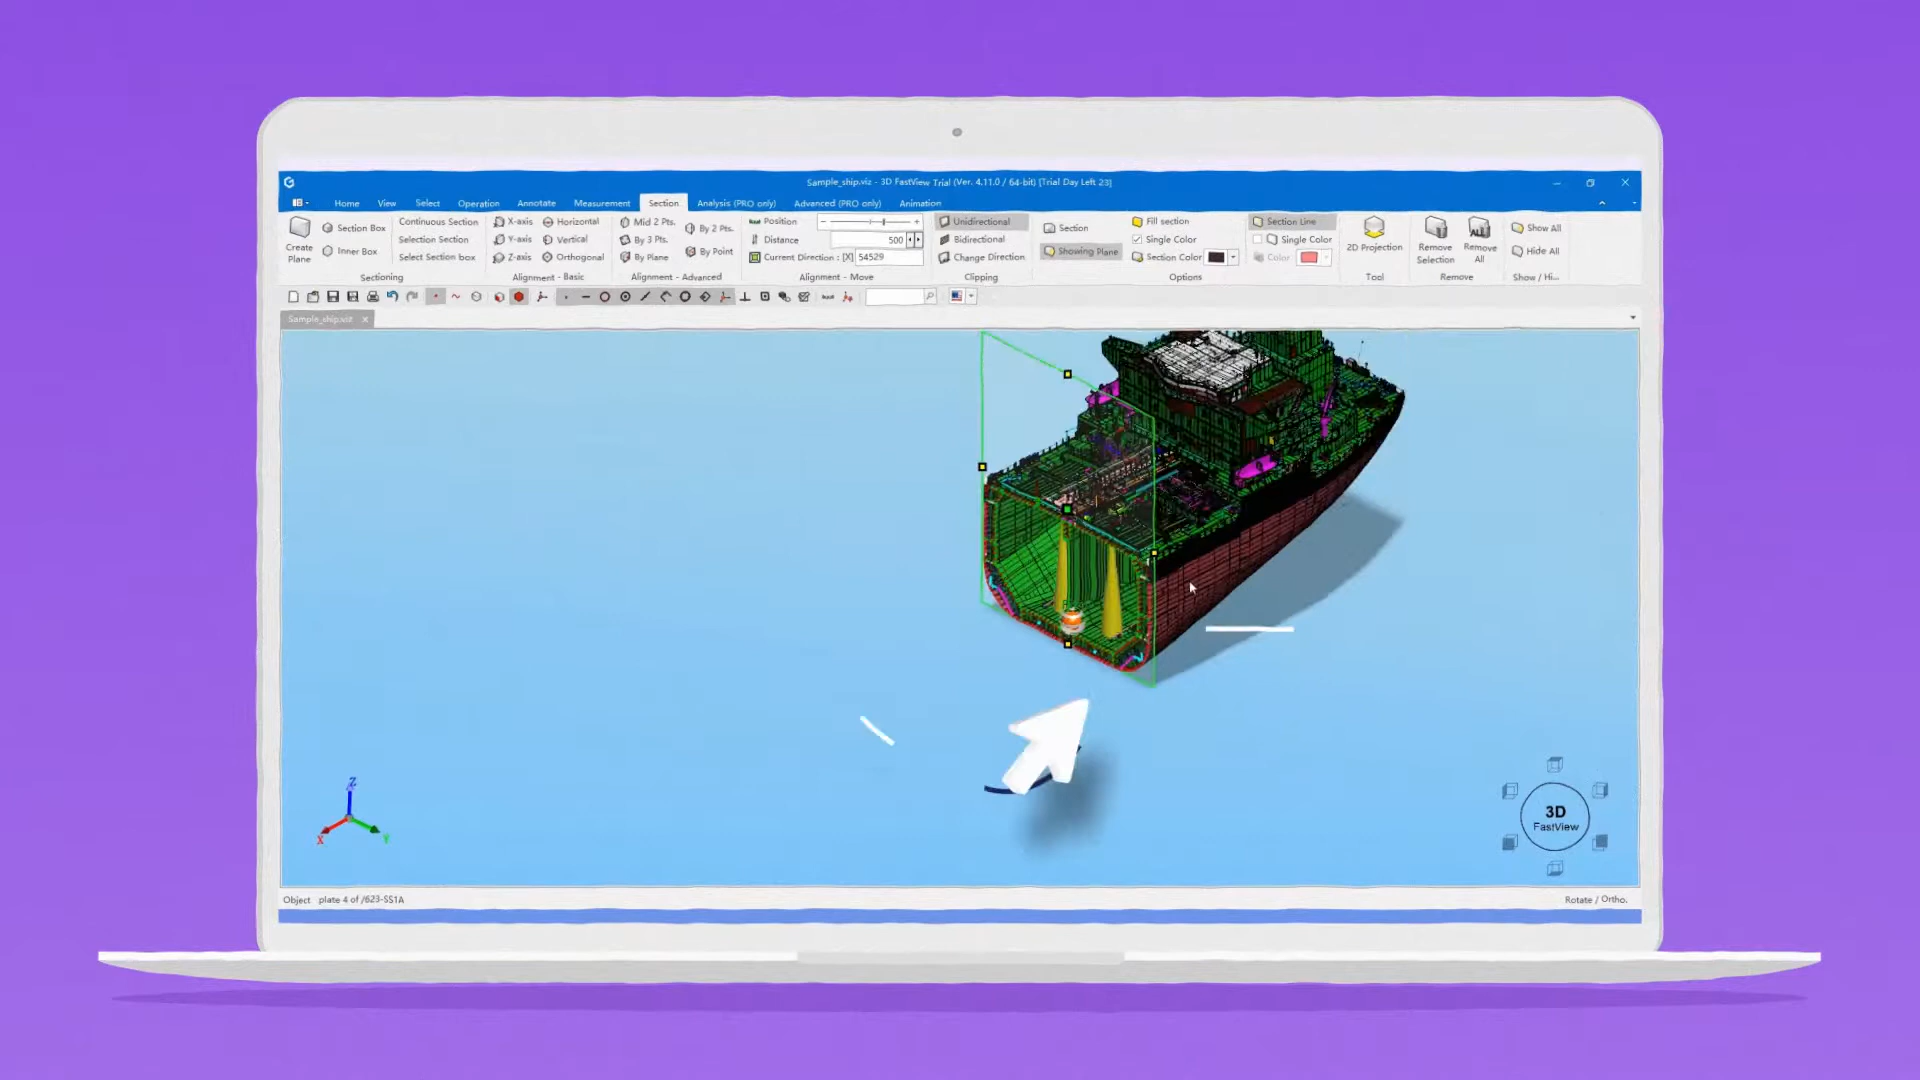 Sample_ship.viz - 3D FastView Trial (Ver. 4.11.0 / 64-bit) [Trial Day Left 23]
Home View Select Operation Annotate Measurement Section Analysis (PRO only) Advanced (PRO only) Animation
Create Plane
Section Box
Inner Box
Continuous Section
Selection Section
Select Section box
Sectioning
X-axis Horizontal
Y-axis Vertical
Z-axis Orthogonal
Alignment - Basic
Mid 2 Pts. By 2 Pts.
By 3 Pts.
By Plane By Point
Alignment - Advanced
Position
Distance 500
Current Direction : [X] 54529
Alignment - Move
Unidirectional
Bidirectional
Change Direction
Clipping
Section
Showing Plane
Fill section
Single Color
Section Color
Section Line
Single Color
Color
Options
2D Projection
Tool
Remove Selection
Remove All
Remove
Show All
Hide All
Show / Hi...
Sample_ship.viz
Z
X
Y
3D
FastView
Object plate 4 of /623-SS1A
Rotate / Ortho.